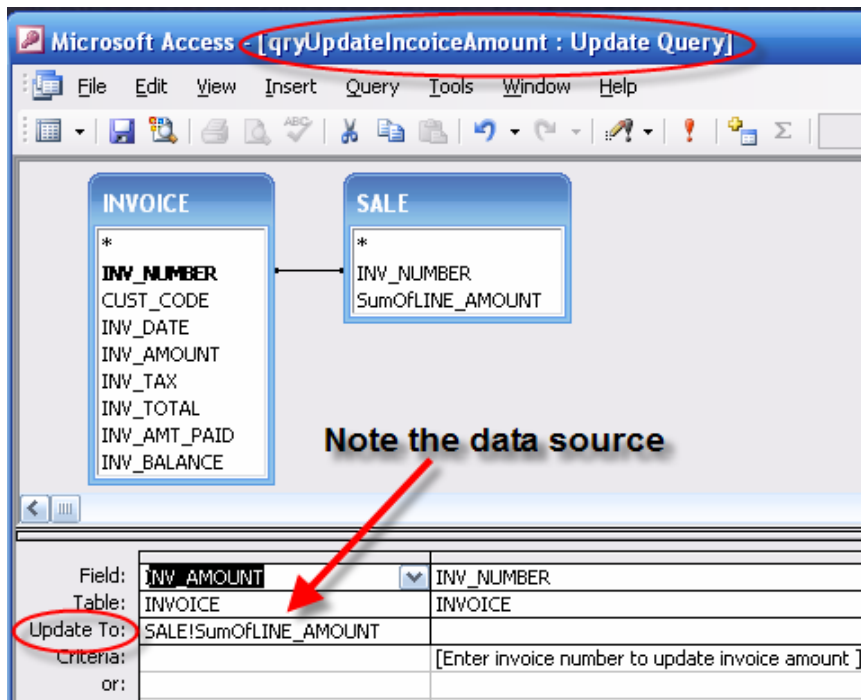 Microsoft Access - [qryUpdateIncoiceAmount : Update Query]
File Edit View Insert Query Tools Window Help
ABC
INVOICE
*
INV_NUMBER
CUST_CODE
INV_DATE
INV_AMOUNT
INV_TAX
INV_TOTAL
INV_AMT_PAID
INV_BALANCE
SALE
*
INV_NUMBER
SumOfLINE_AMOUNT
Note the data source
Field: INV_AMOUNT INV_NUMBER
Table: INVOICE INVOICE
Update To: SALE!SumOfLINE_AMOUNT
Criteria: [Enter invoice number to update invoice amount ]
or: